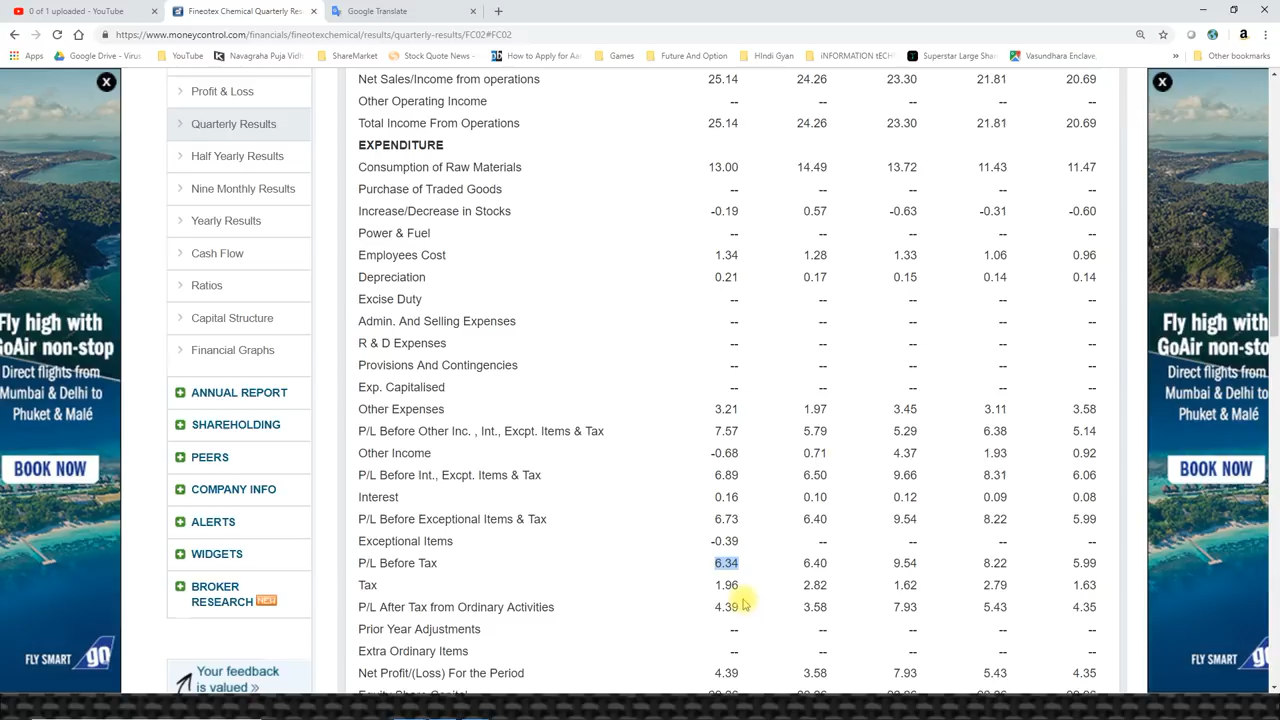 0 of 1 uploaded - YouTube
Fineotex Chemical Quarterly Res
Google Translate
https://www.moneycontrol.com/financials/fineotexchemical/results/quarterly-results/FC02#FC02
Apps Google Drive - Virus YouTube Navagraha Puja Vidh ShareMarket Stock Quote News - How to Apply for Aa Games Future And Option HIndi Gyan iNFORMATION tECH Superstar Large Shar Vasundhara Enclave, » Other bookmarks
X
X
Net Sales/Income from operations 25.14 24.26 23.30 21.81 20.69
Profit & Loss
Other Operating Income -- -- -- -- --
Quarterly Results
Total Income From Operations 25.14 24.26 23.30 21.81 20.69
EXPENDITURE
Half Yearly Results
Consumption of Raw Materials 13.00 14.49 13.72 11.43 11.47
Nine Monthly Results
Purchase of Traded Goods -- -- -- -- --
Increase/Decrease in Stocks -0.19 0.57 -0.63 -0.31 -0.60
Yearly Results
Power & Fuel -- -- -- -- --
Cash Flow
Employees Cost 1.34 1.28 1.33 1.06 0.96
Depreciation 0.21 0.17 0.15 0.14 0.14
Ratios
Excise Duty -- -- -- -- --
Capital Structure
Admin. And Selling Expenses -- -- -- -- --
R & D Expenses -- -- -- -- --
Financial Graphs
Provisions And Contingencies -- -- -- -- --
Exp. Capitalised -- -- -- -- --
ANNUAL REPORT
Other Expenses 3.21 1.97 3.45 3.11 3.58
SHAREHOLDING
P/L Before Other Inc. , Int., Excpt. Items & Tax 7.57 5.79 5.29 6.38 5.14
Other Income -0.68 0.71 4.37 1.93 0.92
PEERS
P/L Before Int., Excpt. Items & Tax 6.89 6.50 9.66 8.31 6.06
COMPANY INFO
Interest 0.16 0.10 0.12 0.09 0.08
P/L Before Exceptional Items & Tax 6.73 6.40 9.54 8.22 5.99
ALERTS
Exceptional Items -0.39 -- -- -- --
WIDGETS
P/L Before Tax 6.34 6.40 9.54 8.22 5.99
BROKER
RESEARCH NEW
Tax 1.96 2.82 1.62 2.79 1.63
P/L After Tax from Ordinary Activities 4.39 3.58 7.93 5.43 4.35
Prior Year Adjustments -- -- -- -- --
Extra Ordinary Items -- -- -- -- --
Net Profit/(Loss) For the Period 4.39 3.58 7.93 5.43 4.35
Your feedback
is valued »
Fly high with
GoAir non-stop
Direct flights from
Mumbai & Delhi to
Phuket & Malé
BOOK NOW
FLY SMART go
Fly high with
GoAir non-sto
Direct flights from
Mumbai & Delhi t
Phuket & Malé
BOOK NOW
FLY SMART